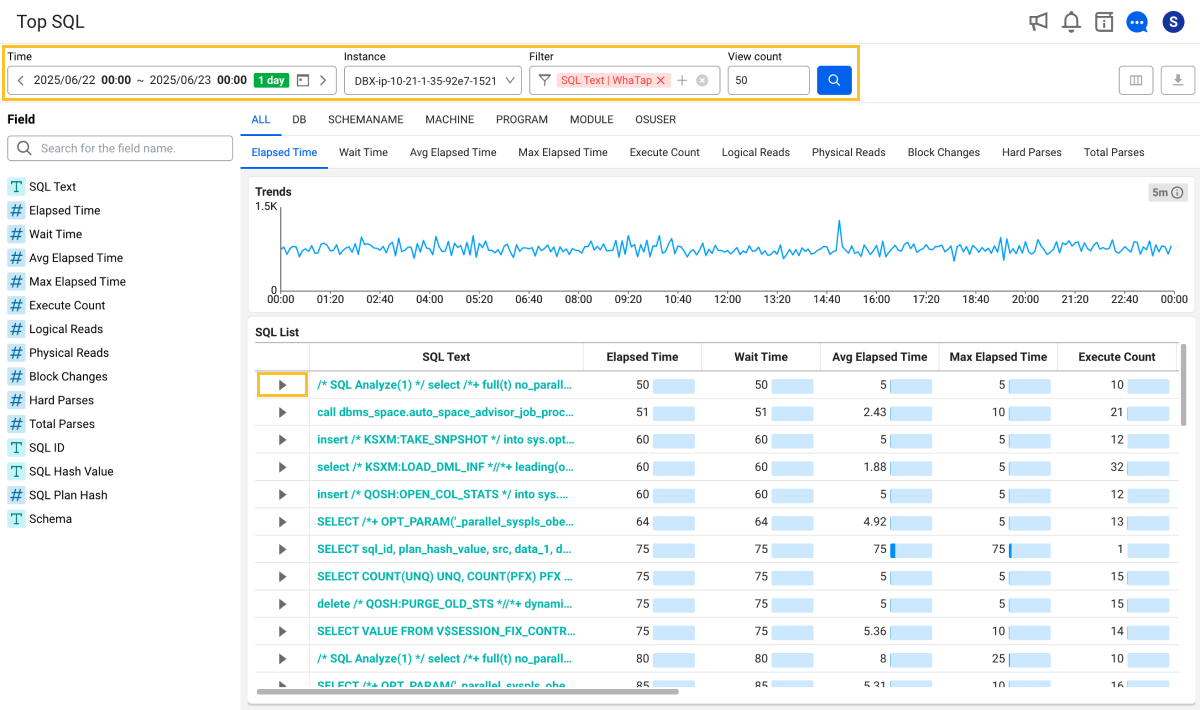 Top SQL
S
Time
Instance
Filter
View count
2025/06/22 00:00 ~ 2025/06/23 00:00 1 day
DBX-ip-10-21-1-35-92e7-1521
SQL Text | WhaTap
50
Field
Search for the field name.
SQL Text
Elapsed Time
Wait Time
Avg Elapsed Time
Max Elapsed Time
Execute Count
Logical Reads
Physical Reads
Block Changes
Hard Parses
Total Parses
SQL ID
SQL Hash Value
SQL Plan Hash
Schema
ALL DB SCHEMANAME MACHINE PROGRAM MODULE OSUSER
Elapsed Time Wait Time Avg Elapsed Time Max Elapsed Time Execute Count Logical Reads Physical Reads Block Changes Hard Parses Total Parses
Trends
5m
1.5K
0
00:00 01:20 02:40 04:00 05:20 06:40 08:00 09:20 10:40 12:00 13:20 14:40 16:00 17:20 18:40 20:00 21:20 22:40 00:00
SQL List
SQL Text Elapsed Time Wait Time Avg Elapsed Time Max Elapsed Time Execute Count
/* SQL Analyze(1) */ select /*+ full(t) no_parall... 50 50 5 5 10
call dbms_space.auto_space_advisor_job_proc... 51 51 2.43 10 21
insert /* KSXM:TAKE_SNPSHOT */ into sys.opt... 60 60 5 5 12
select /* KSXM:LOAD_DML_INF *//*+ leading(o... 60 60 1.88 5 32
insert /* QOSH:OPEN_COL_STATS */ into sys.... 60 60 5 5 12
SELECT /*+ OPT_PARAM('_parallel_syspls_obe... 64 64 4.92 5 13
SELECT sql_id, plan_hash_value, src, data_1, d... 75 75 75 75 1
SELECT COUNT(UNQ) UNQ, COUNT(PFX) PFX ... 75 75 5 5 15
delete /* QOSH:PURGE_OLD_STS *//*+ dynami... 75 75 5 5 15
SELECT VALUE FROM V$SESSION_FIX_CONTR... 75 75 5.36 10 14
/* SQL Analyze(1) */ select /*+ full(t) no_parall... 80 80 8 25 10
SELECT /*+ OPT_PARAM('_parallel_syspls_obe... 85 85 5.31 10 16